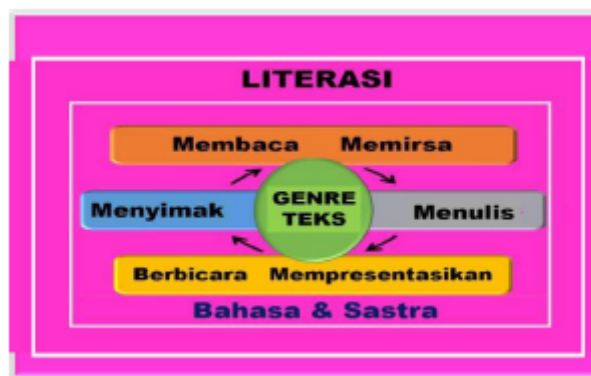 LITERASI
Membaca Memirsa
Menyimak
GENRE
TEKS
Menulis
Berbicara Mempresentasikan
Bahasa & Sastra